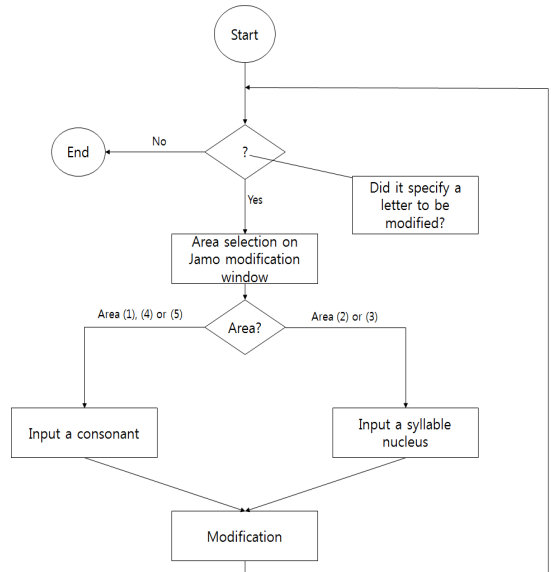 Start
No
End
?
Did it specify a
letter to be
modified?
Yes
Area selection on
Jamo modification
window
Area (1), (4) or (5)
Area?
Area (2) or (3)
Input a consonant
Input a syllable
nucleus
Modification